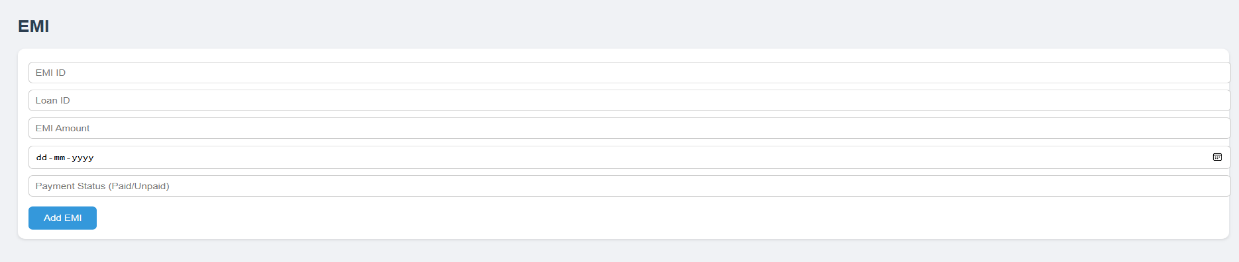 EMI
EMI ID
Loan ID
EMI Amount
dd-mm-yyyy
Payment Status (Paid/Unpaid)
Add EMI